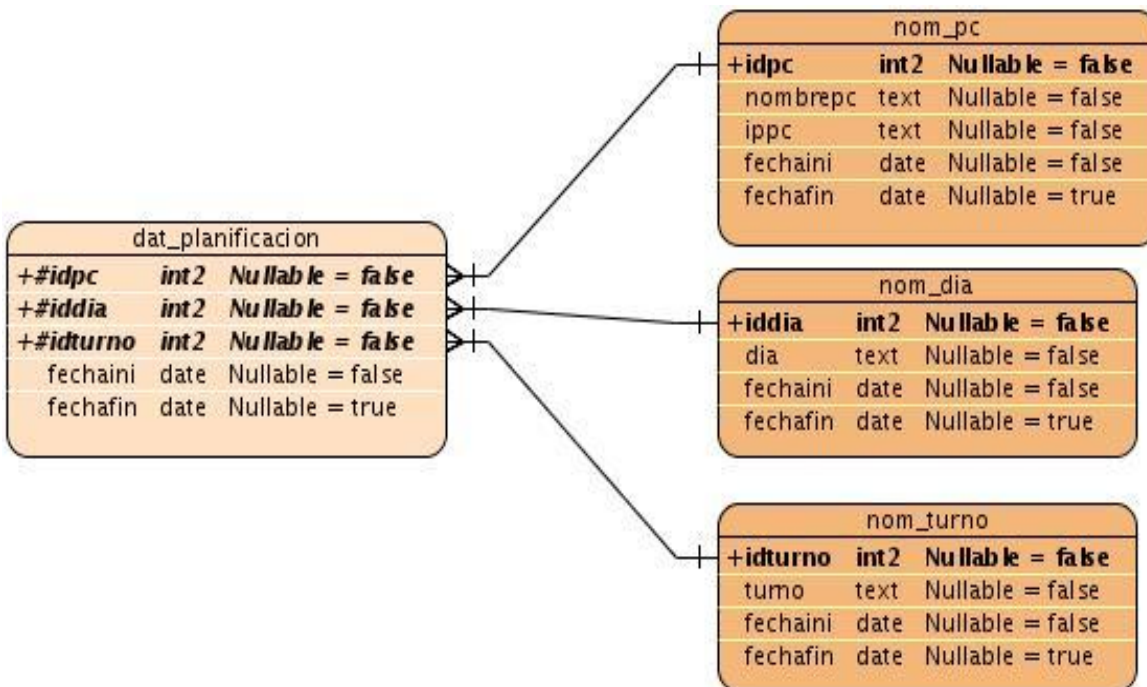 nom_pc
+idpc int2 Nullable = false
nombrepc text Nullable = false
ippc text Nullable = false
fechaini date Nullable = false
fechafin date Nullable = true
dat_planificacion
+#idpc int2 Nullable = false
+#iddia int2 Nullable = false
+#idturno int2 Nullable = false
fechaini date Nullable = false
fechafin date Nullable = true
nom_dia
+iddia int2 Nullable = false
dia text Nullable = false
fechaini date Nullable = false
fechafin date Nullable = true
nom_turno
+idturno int2 Nullable = false
turno text Nullable = false
fechaini date Nullable = false
fechafin date Nullable = true